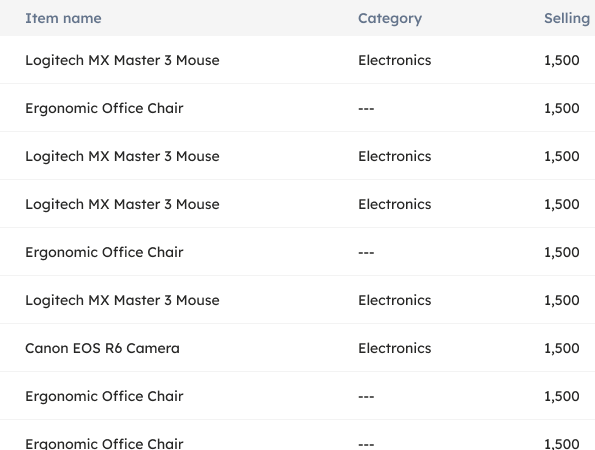 Item name Category Selling
Logitech MX Master 3 Mouse Electronics 1,500
Ergonomic Office Chair --- 1,500
Logitech MX Master 3 Mouse Electronics 1,500
Logitech MX Master 3 Mouse Electronics 1,500
Ergonomic Office Chair --- 1,500
Logitech MX Master 3 Mouse Electronics 1,500
Canon EOS R6 Camera Electronics 1,500
Ergonomic Office Chair --- 1,500
Ergonomic Office Chair --- 1,500